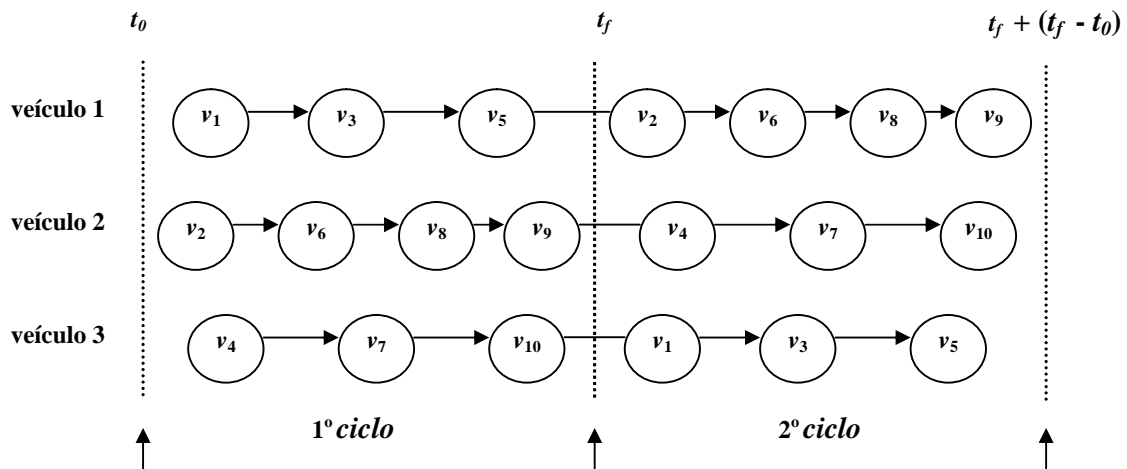 t0 tf tf + (tf - t0)
veículo 1 v1 v3 v5 v2 v6 v8 v9
veículo 2 v2 v6 v8 v9 v4 v7 v10
veículo 3 v4 v7 v10 v1 v3 v5
1º ciclo 2º ciclo